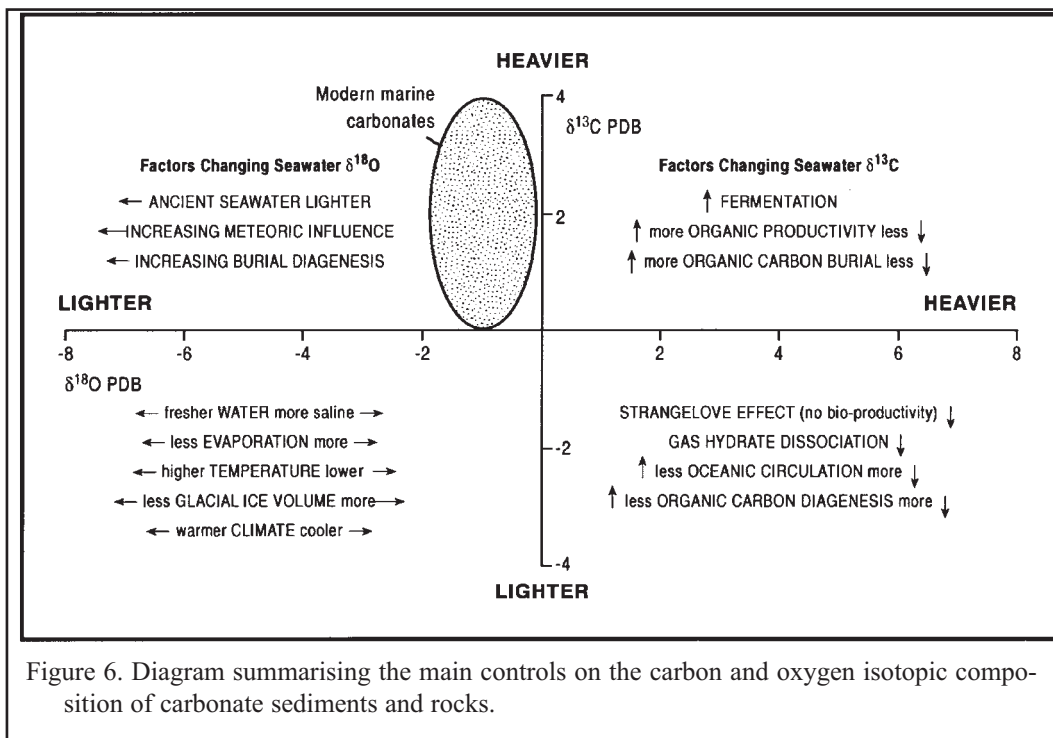 HEAVIER
Modern marine
carbonates
4
δ¹³C PDB
Factors Changing Seawater δ¹⁸O
← ANCIENT SEAWATER LIGHTER
← INCREASING METEORIC INFLUENCE
← INCREASING BURIAL DIAGENESIS
Factors Changing Seawater δ¹³C
↑ FERMENTATION
↑ more ORGANIC PRODUCTIVITY less ↓
↑ more ORGANIC CARBON BURIAL less ↓
2
LIGHTER
HEAVIER
-8 -6 -4 -2 2 4 6 8
δ¹⁸O PDB
← fresher WATER more saline →
← less EVAPORATION more →
← higher TEMPERATURE lower →
← less GLACIAL ICE VOLUME more →
← warmer CLIMATE cooler →
-2
STRANGELOVE EFFECT (no bio-productivity) ↓
GAS HYDRATE DISSOCIATION ↓
↑ less OCEANIC CIRCULATION more ↓
↑ less ORGANIC CARBON DIAGENESIS more ↓
-4
LIGHTER
Figure 6. Diagram summarising the main controls on the carbon and oxygen isotopic compo-
sition of carbonate sediments and rocks.